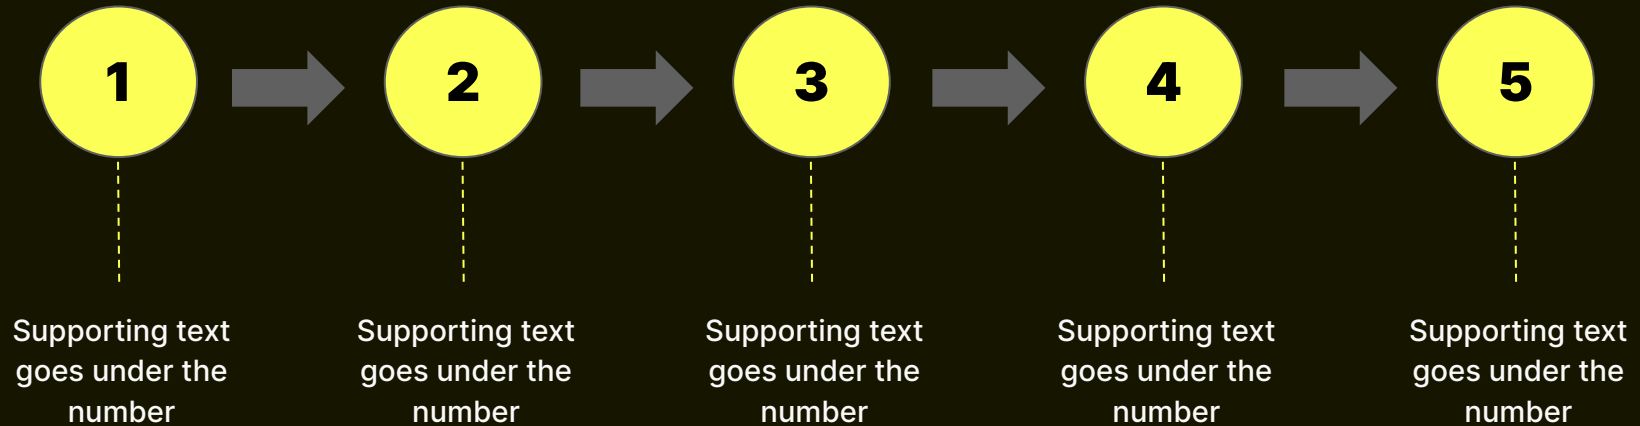 1
2
3
4
5
Supporting text
goes under the
number
Supporting text
goes under the
number
Supporting text
goes under the
number
Supporting text
goes under the
number
Supporting text
goes under the
number